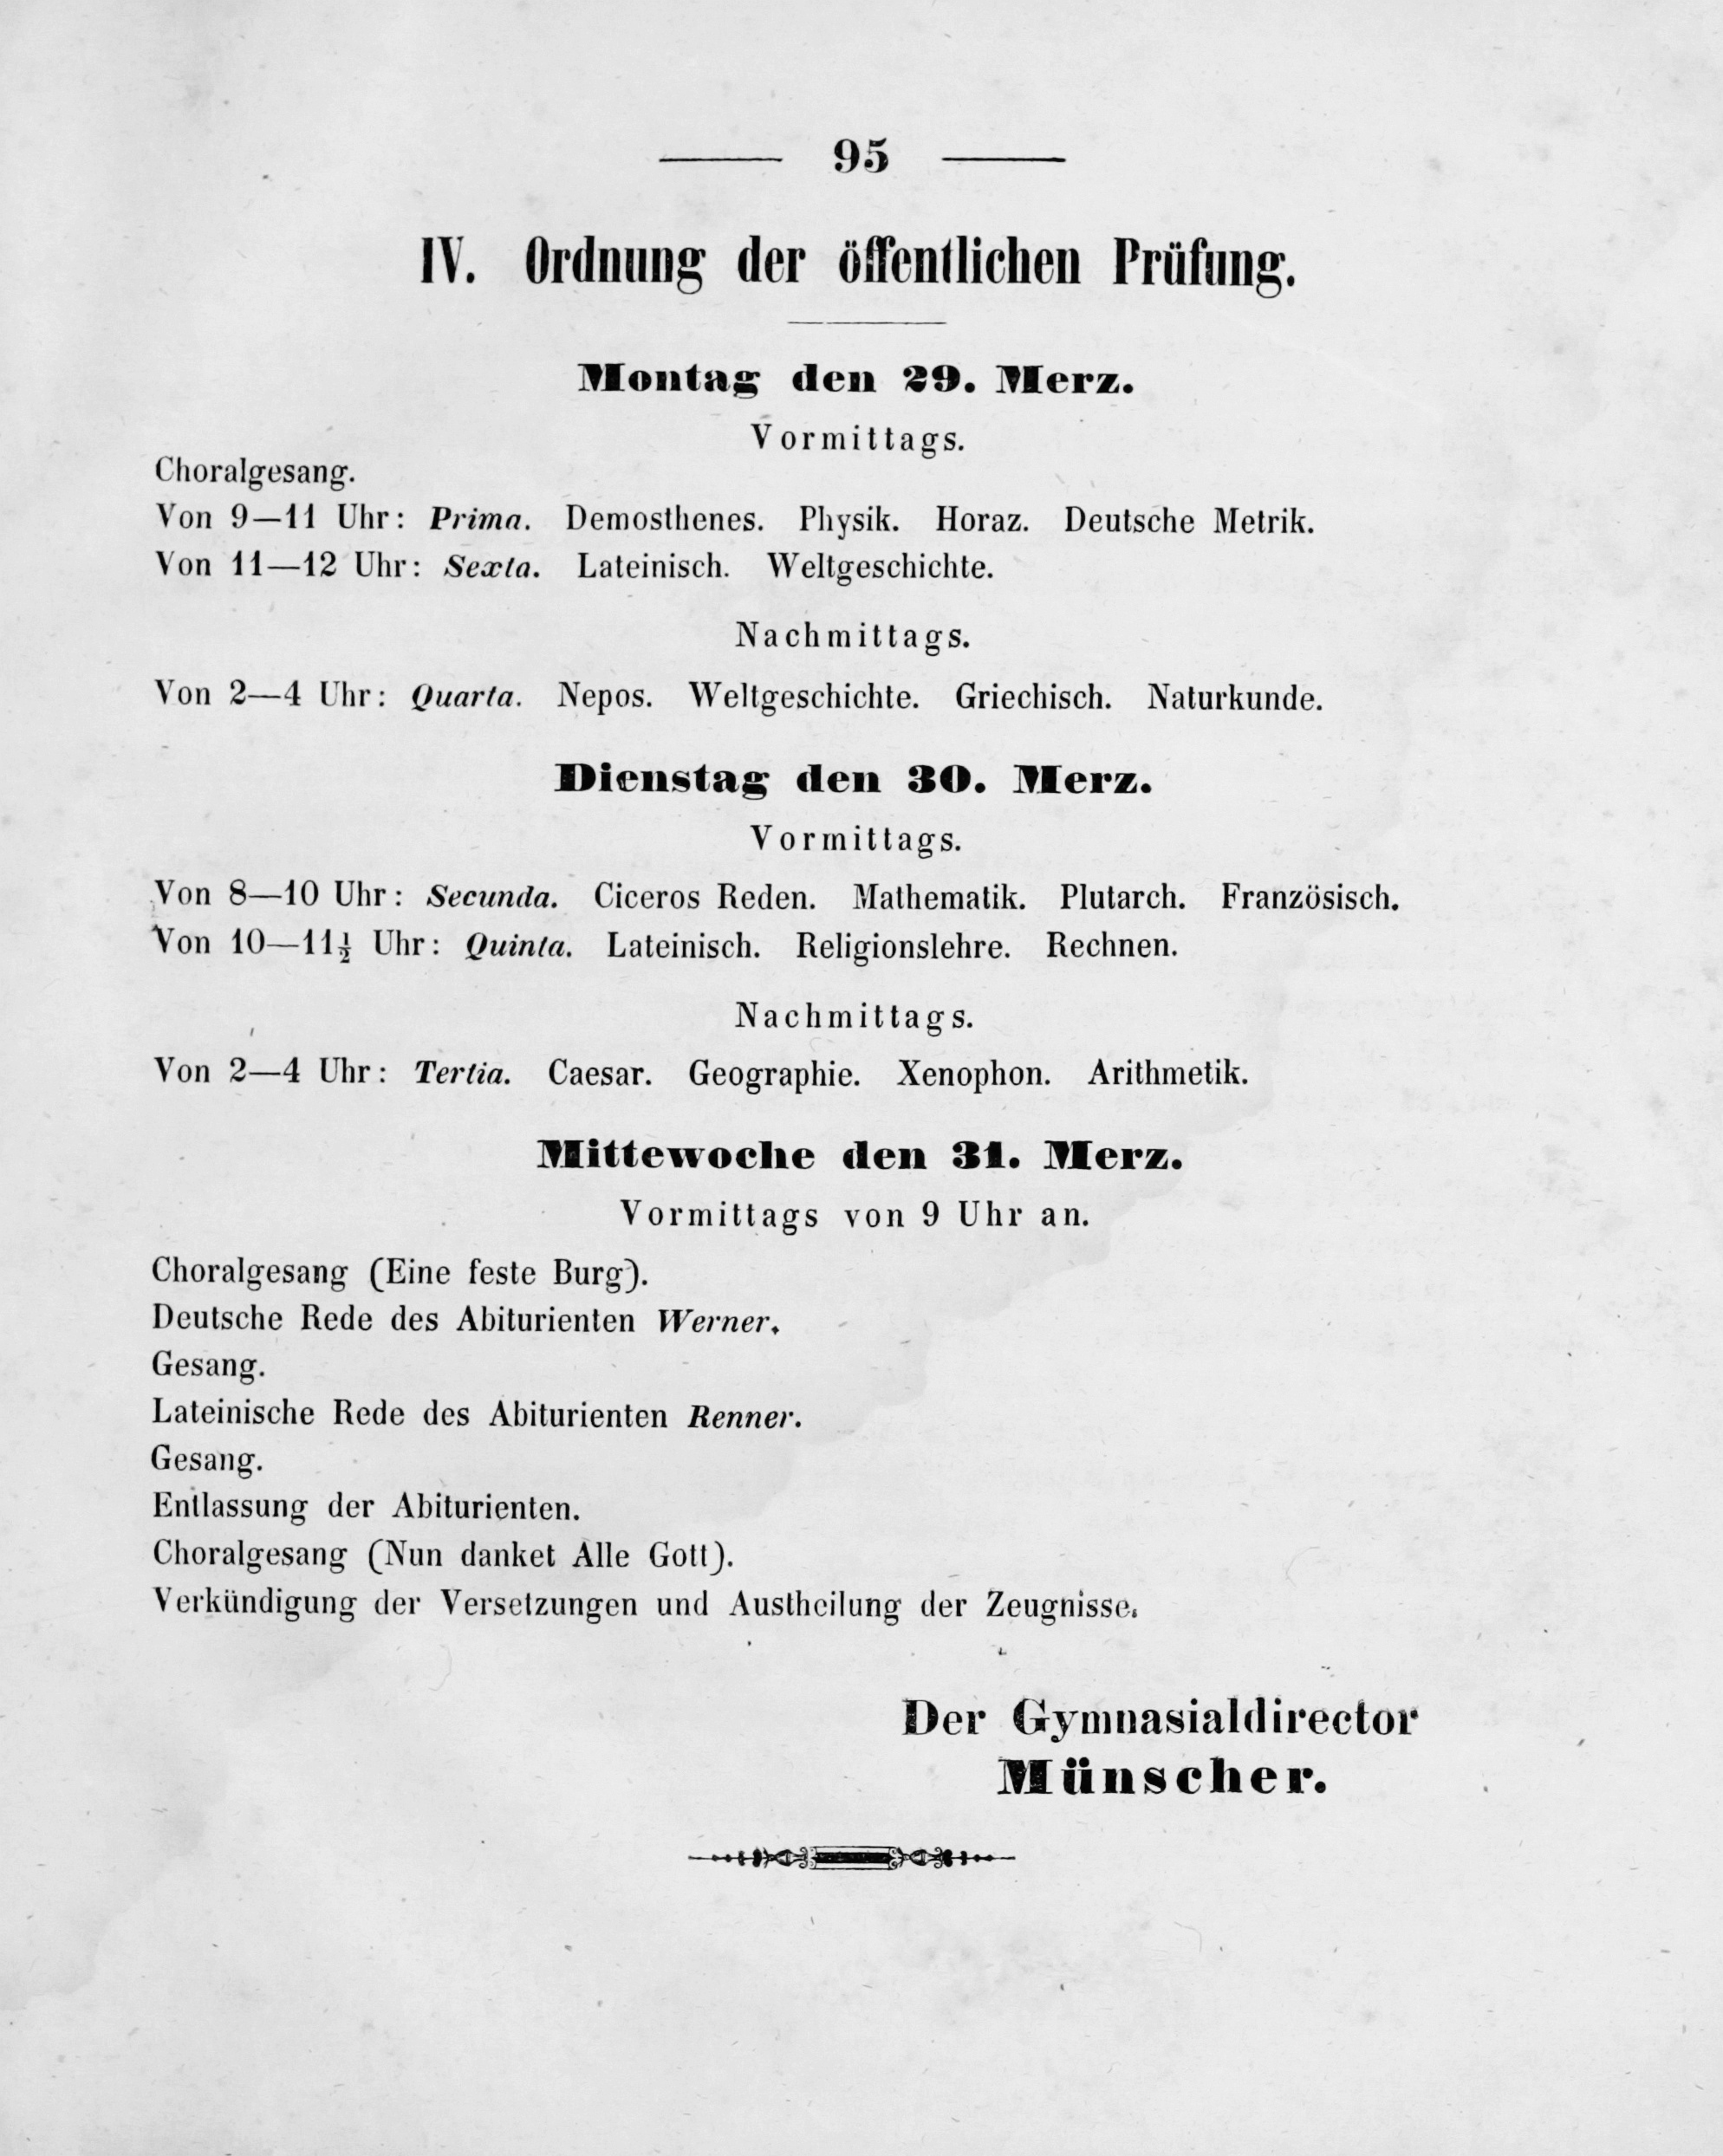 95
IV. Ordnung der öffentlichen Prüfung.
Montag den 29. Merz.
Vormittags.
Choralgesang.
Von 9—11 Uhr: Prima. Demosthenes. Physik. Horaz. Deutsche Metrik.
Von 11—12 Uhr: Sexta. Lateinisch. Weltgeschichte.
Nachmittags.
Von 2—4 Uhr: Quarta. Nepos. Weltgeschichte. Griechisch. Naturkunde.
Dienstag den 30. Merz.
Vormittags.
Von 8—10 Uhr: Secunda. Ciceros Reden. Mathematik. Plutarch. Französisch.
Von 10—11½ Uhr: Quinta. Lateinisch. Religionslehre. Rechnen.
Nachmittags.
Von 2—4 Uhr: Tertia. Caesar. Geographie. Xenophon. Arithmetik.
Mittewoche den 31. Merz.
Vormittags von 9 Uhr an.
Choralgesang (Eine feste Burg).
Deutsche Rede des Abiturienten Werner.
Gesang.
Lateinische Rede des Abiturienten Renner.
Gesang.
Entlassung der Abiturienten.
Choralgesang (Nun danket Alle Gott).
Verkündigung der Versetzungen und Austheilung der Zeugnisse.
Der Gymnasialdirector
Münscher.